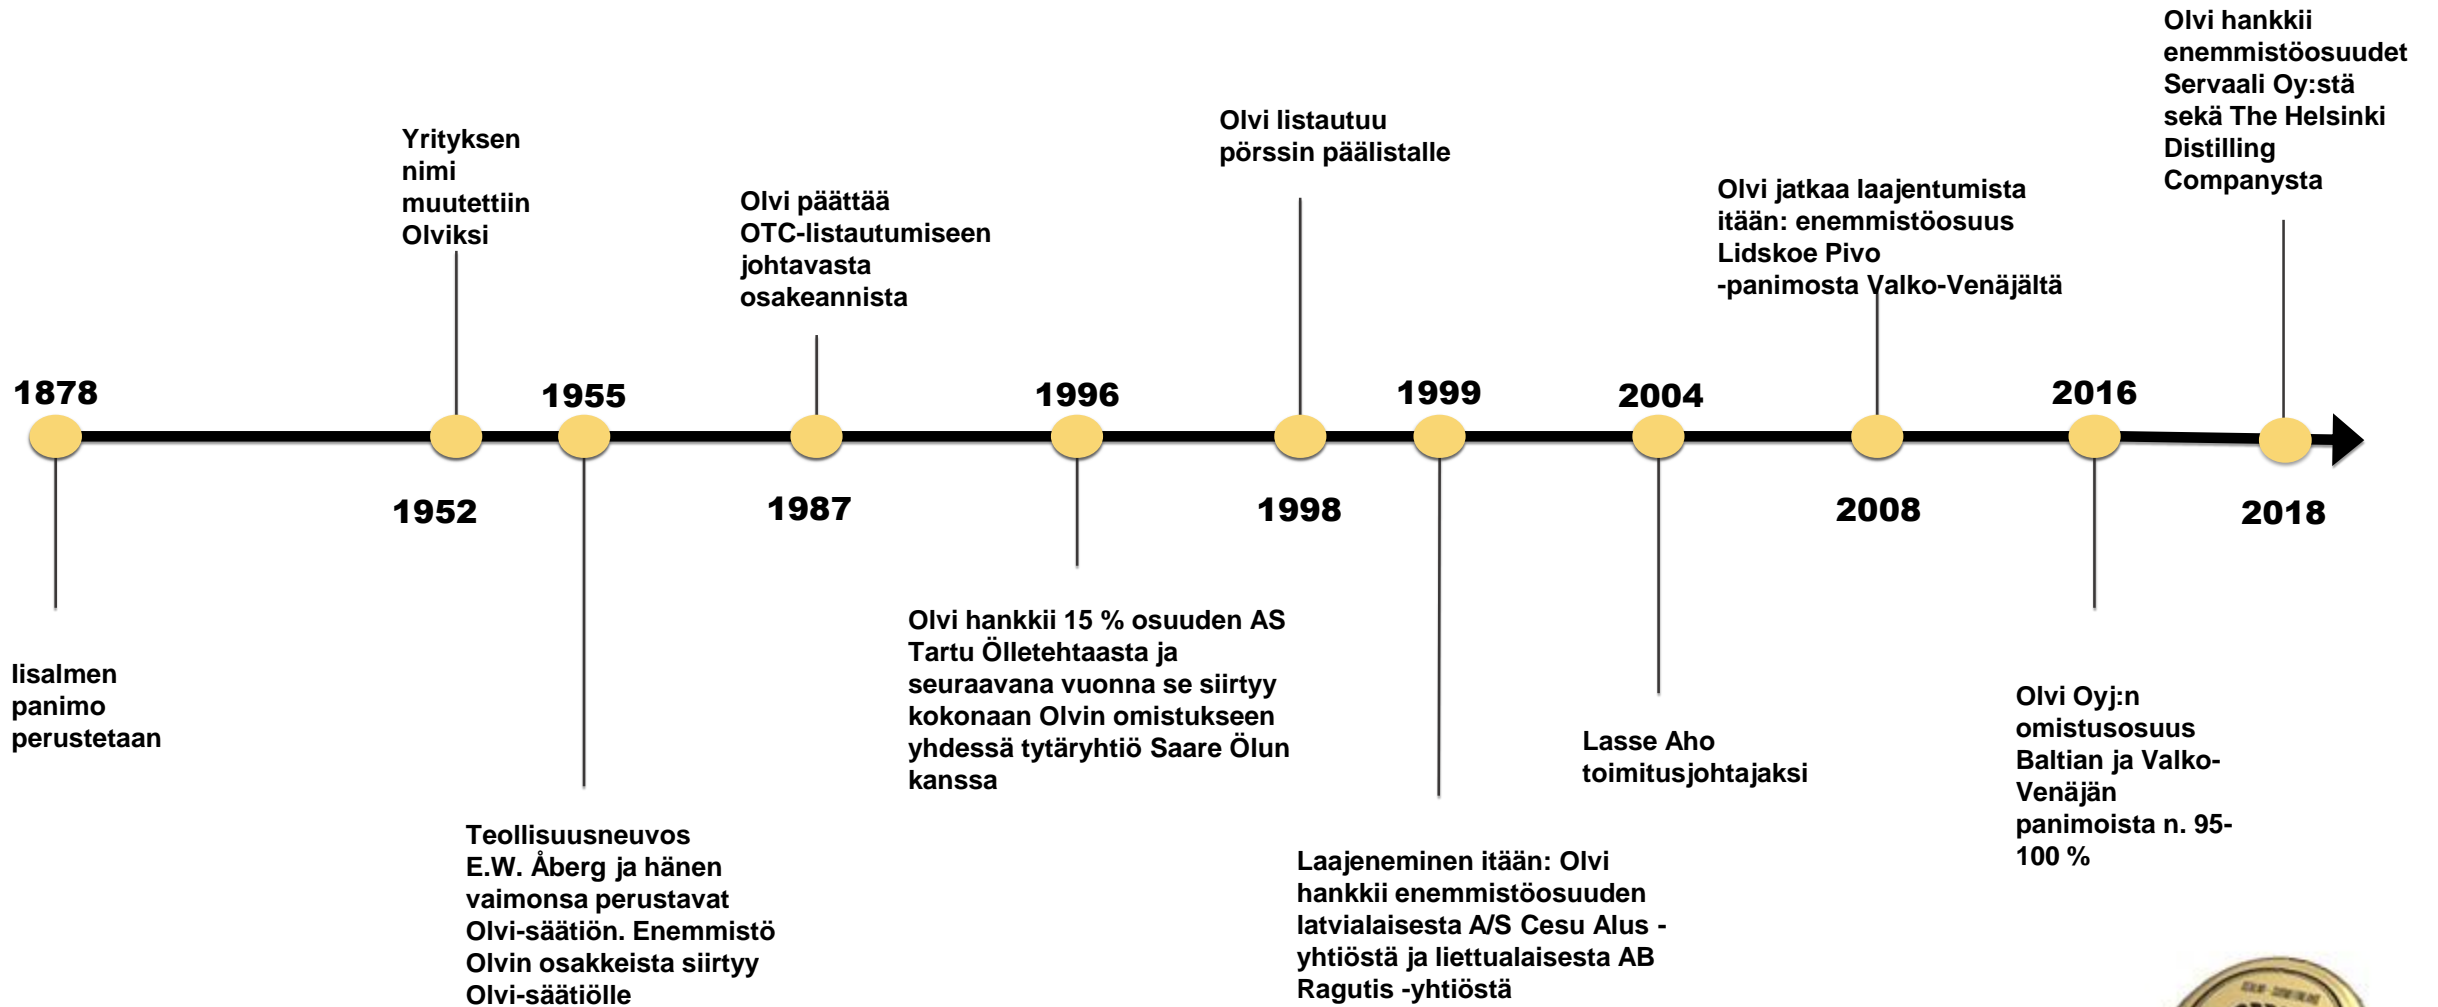 1878
Iisalmen
panimo
perustetaan
Yrityksen
nimi
muutettiin
Olviksi
1952
1955
Teollisuusneuvos
E.W. Åberg ja hänen
vaimonsa perustavat
Olvi-säätiön. Enemmistö
Olvin osakkeista siirtyy
Olvi-säätiölle
Olvi päättää
OTC-listautumiseen
johtavasta
osakeannista
1987
1996
Olvi hankkii 15 % osuuden AS
Tartu Ölletehtaasta ja
seuraavana vuonna se siirtyy
kokonaan Olvin omistukseen
yhdessä tytäryhtiö Saare Ölun
kanssa
Olvi listautuu
pörssin päälistalle
1998
1999
Laajeneminen itään: Olvi
hankkii enemmistöosuuden
latvialaisesta A/S Cesu Alus -
yhtiöstä ja liettualaisesta AB
Ragutis -yhtiöstä
2004
Lasse Aho
toimitusjohtajaksi
Olvi jatkaa laajentumista
itään: enemmistöosuus
Lidskoe Pivo
-panimosta Valko-Venäjältä
2008
2016
Olvi Oyj:n
omistusosuus
Baltian ja Valko-
Venäjän
panimoista n. 95-
100 %
Olvi hankkii
enemmistöosuudet
Servaali Oy:stä
sekä The Helsinki
Distilling
Companysta
2018